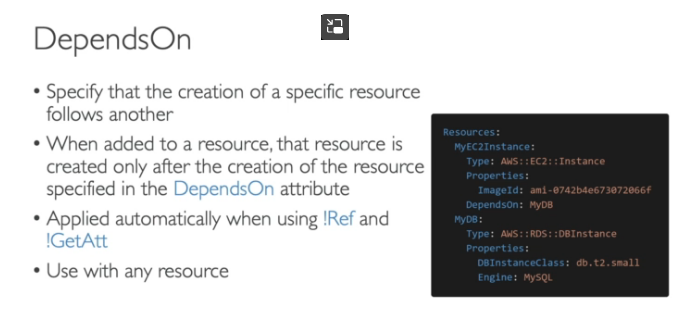 DependsOn
• Specify that the creation of a specific resource
follows another
• When added to a resource, that resource is
created only after the creation of the resource
specified in the DependsOn attribute
• Applied automatically when using !Ref and
!GetAtt
• Use with any resource
Resources:
MyEC2Instance:
Type: AWS::EC2::Instance
Properties:
ImageId: ami-0742b4e673072066f
DependsOn: MyDB
MyDB:
Type: AWS::RDS::DBInstance
Properties:
DBInstanceClass: db.t2.small
Engine: MySQL